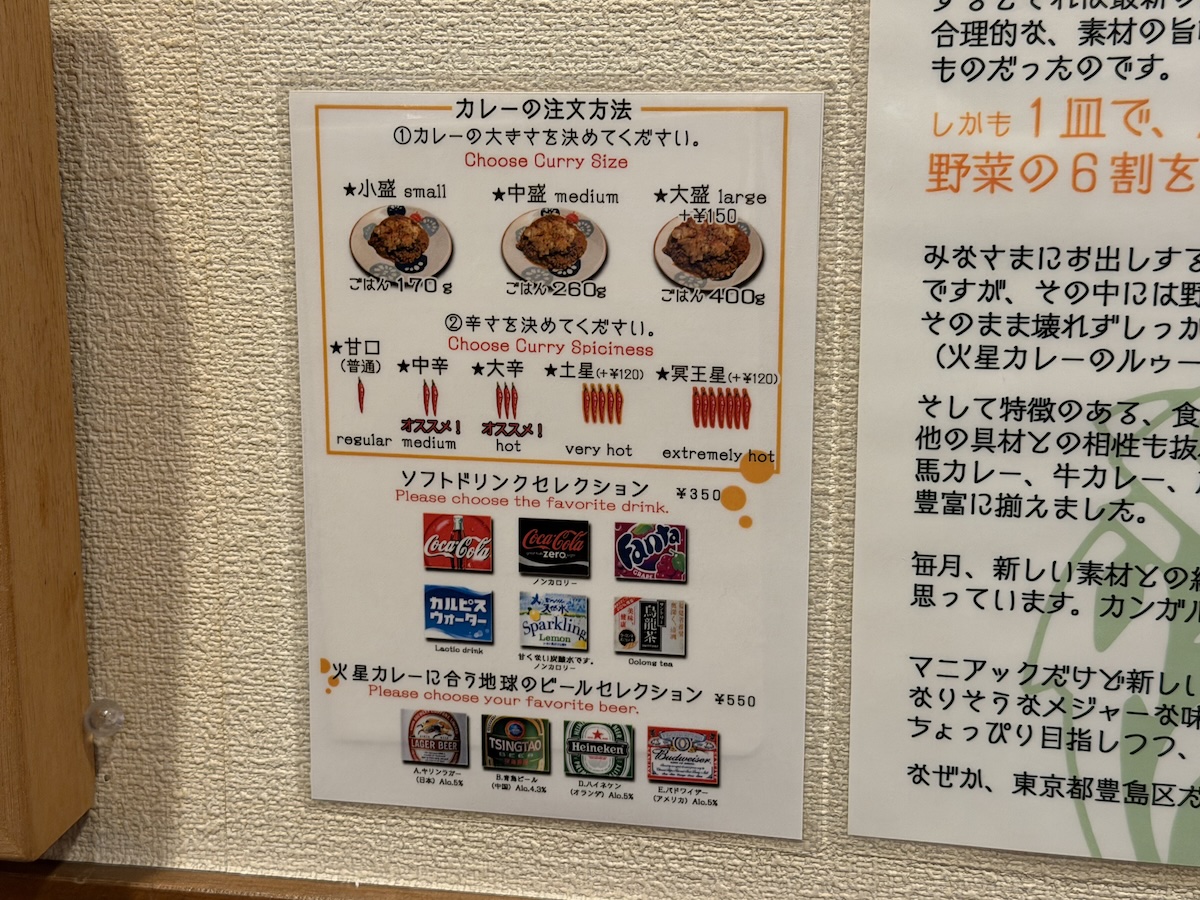 カレーの注文方法
①カレーの大きさを決めてください。
Choose Curry Size
★小盛 small
★中盛 medium
★大盛 large
+¥150
ごはん 170g
ごはん 260g
ごはん 400g
②辛さを決めてください。
Choose Curry Spiciness
★甘口
(普通)
★中辛
★大辛
★土星(+¥120)
★冥王星(+¥120)
オススメ!
オススメ!
regular
medium
hot
very hot
extremely hot
ソフトドリンクセレクション ¥350
Please choose the favorite drink.
Coca-Cola
Coca-Cola
zero
Fanta
GRAPE
ノンカロリー
カルピス
ウォーター
天然水
Sparkling
Lemon
烏龍茶
Lactic drink
甘くない炭酸水です。
ノンカロリー
Oolong tea
火星カレーに合う地球のビールセレクション ¥550
Please choose your favorite beer.
LAGER BEER
TSINGTAO
BEER
Heineken
Budweiser
A.キリンラガー
(日本) Alc.5%
B.青島ビール
(中国) Alc.4.3%
D.ハイネケン
(オランダ) Alc.5%
E.バドワイザー
(アメリカ) Alc.5%
合理的な、素材の旨
ものだったのです。
しかも1皿で、
野菜の6割を
みなさまにお出しする
ですが、その中には野
そのまま壊れずしっか
(火星カレーのルゥー
そして特徴のある、食
他の具材との相性も抜
馬カレー、牛カレー、
豊富に揃えました。
毎月、新しい素材との
思っています。カンガル
マニアックだけど新しい
なりそうなメジャーな味
ちょっぴり目指しつつ、
なぜか、東京都豊島区